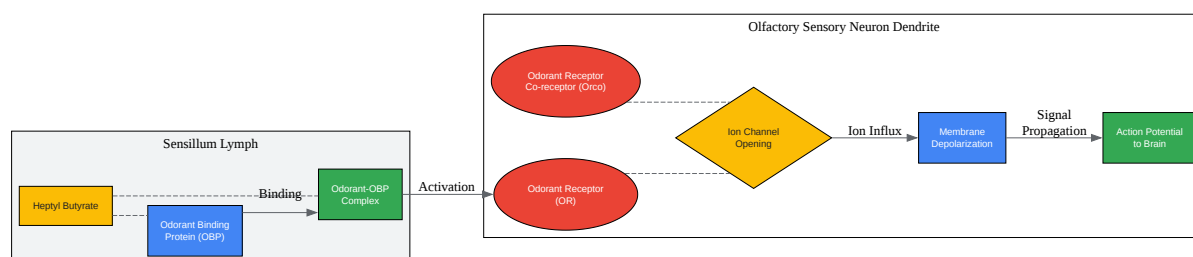 Olfactory Sensory Neuron Dendrite
Odorant Receptor
Co-receptor (Orco)
Ion Channel
Opening
Ion Influx
Membrane
Depolarization
Signal
Propagation
Action Potential
to Brain
Sensillum Lymph
Heptyl Butyrate
Odorant Binding
Protein (OBP)
Binding
Odorant-OBP
Complex
Activation
Odorant Receptor
(OR)